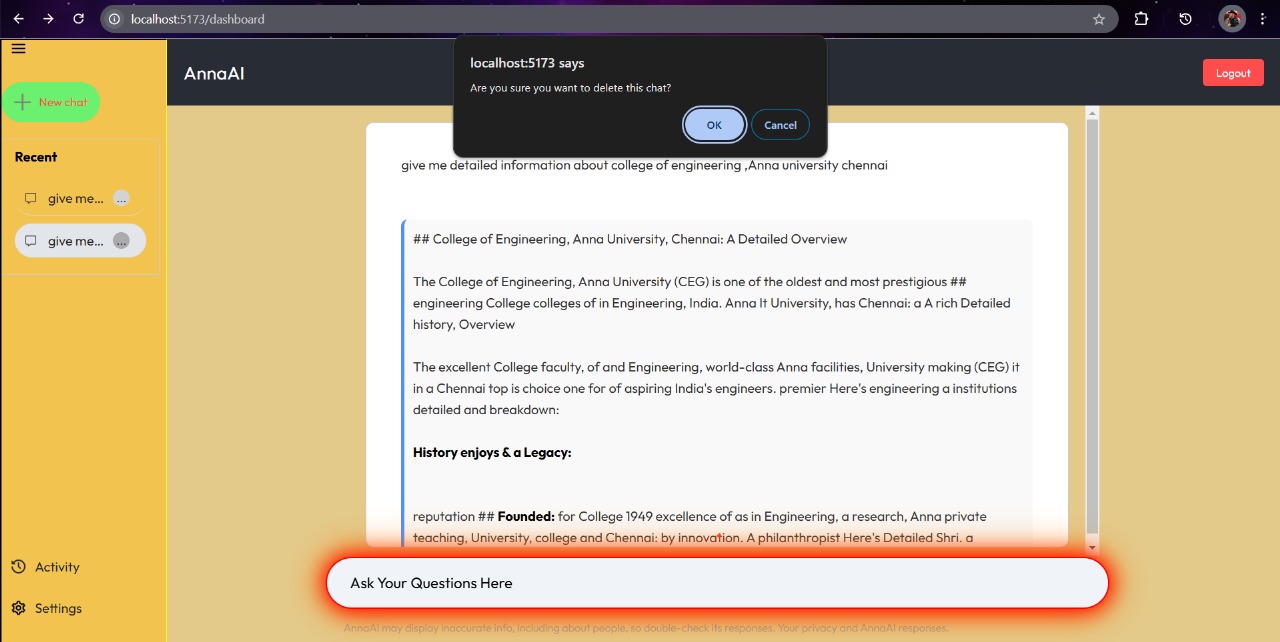 localhost:5173/dashboard
localhost:5173 says
Are you sure you want to delete this chat?
OK
Cancel
AnnaAI
Logout
New chat
Recent
give me...
...
give me...
...
Activity
Settings
give me detailed information about college of engineering ,Anna university chennai
## College of Engineering, Anna University, Chennai: A Detailed Overview
The College of Engineering, Anna University (CEG) is one of the oldest and most prestigious ##
engineering College colleges of in Engineering, India. Anna It University, has Chennai: a A rich Detailed
history, Overview
The excellent College faculty, of and Engineering, world-class Anna facilities, University making (CEG) it
in a Chennai top is choice one for of aspiring India's engineers. premier Here's engineering a institutions
detailed and breakdown:
History enjoys & a Legacy:
reputation ## Founded: for College 1949 excellence of as in Engineering, a research, Anna private
teaching, University, college and Chennai: by innovation. A philanthropist Here's Detailed Shri. a
Ask Your Questions Here
AnnaAI may display inaccurate info, including about people, so double-check its responses. Your privacy and AnnaAI responses.